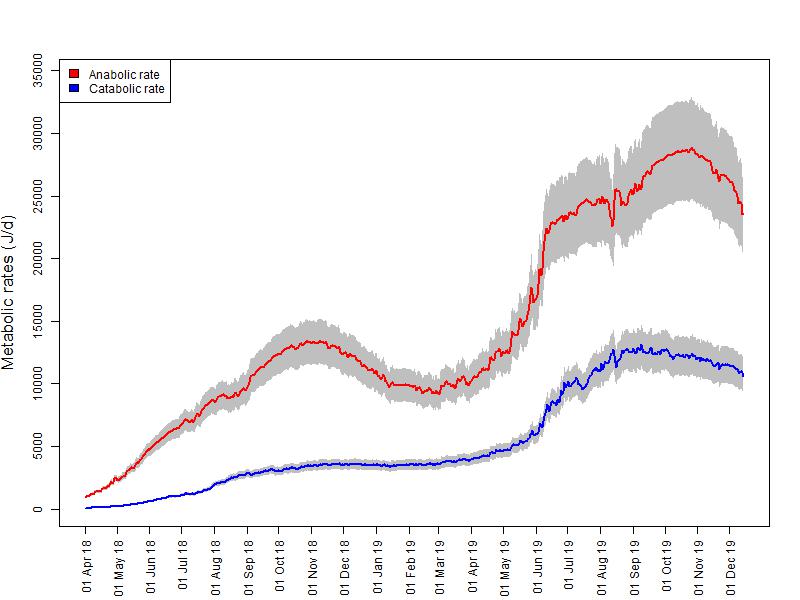 Anabolic rate
Catabolic rate
Metabolic rates (J/d)
35000
30000
25000
20000
15000
10000
5000
0
01 Apr 18
01 May 18
01 Jun 18
01 Jul 18
01 Aug 18
01 Sep 18
01 Oct 18
01 Nov 18
01 Dec 18
01 Jan 19
01 Feb 19
01 Mar 19
01 Apr 19
01 May 19
01 Jun 19
01 Jul 19
01 Aug 19
01 Sep 19
01 Oct 19
01 Nov 19
01 Dec 19